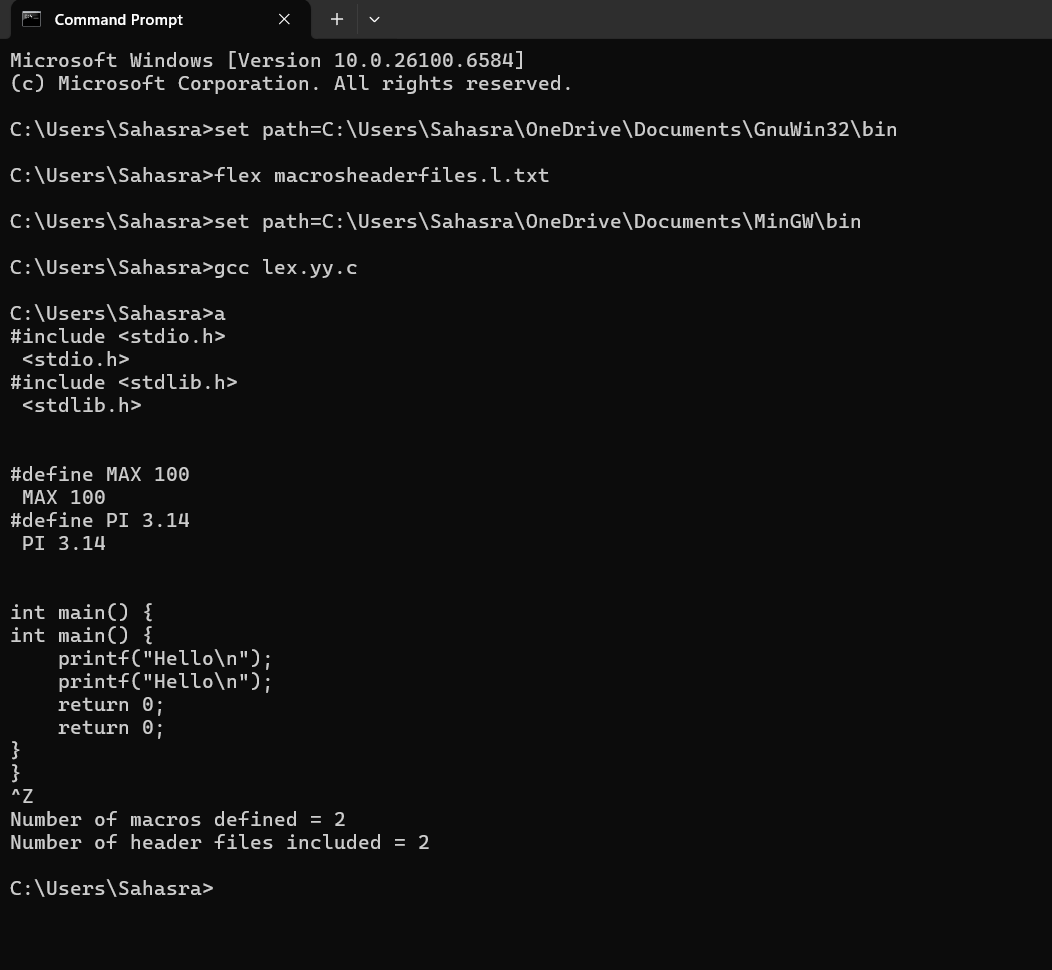 Command Prompt
Microsoft Windows [Version 10.0.26100.6584]
(c) Microsoft Corporation. All rights reserved.
C:\Users\Sahasra>set path=C:\Users\Sahasra\OneDrive\Documents\GnuWin32\bin
C:\Users\Sahasra>flex macrosheaderfiles.l.txt
C:\Users\Sahasra>set path=C:\Users\Sahasra\OneDrive\Documents\MinGW\bin
C:\Users\Sahasra>gcc lex.yy.c
C:\Users\Sahasra>a
#include <stdio.h>
 <stdio.h>
#include <stdlib.h>
 <stdlib.h>
#define MAX 100
 MAX 100
#define PI 3.14
 PI 3.14
int main() {
int main() {
    printf("Hello\n");
    printf("Hello\n");
    return 0;
    return 0;
}
}
^Z
Number of macros defined = 2
Number of header files included = 2
C:\Users\Sahasra>